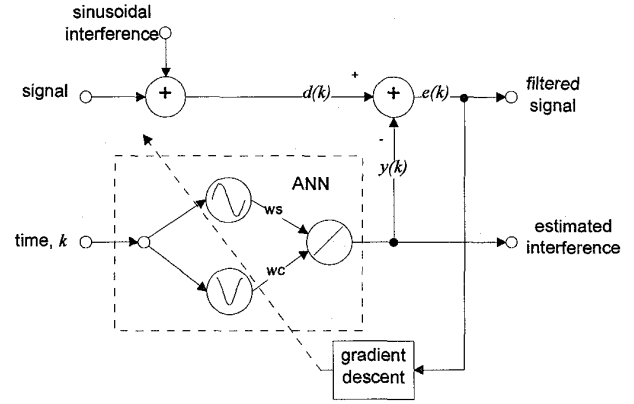 sinusoidal
interference
signal
+
d(k)
+
+
e(k)
filtered
signal
-
y(k)
ANN
ws
time, k
wc
estimated
interference
gradient
descent